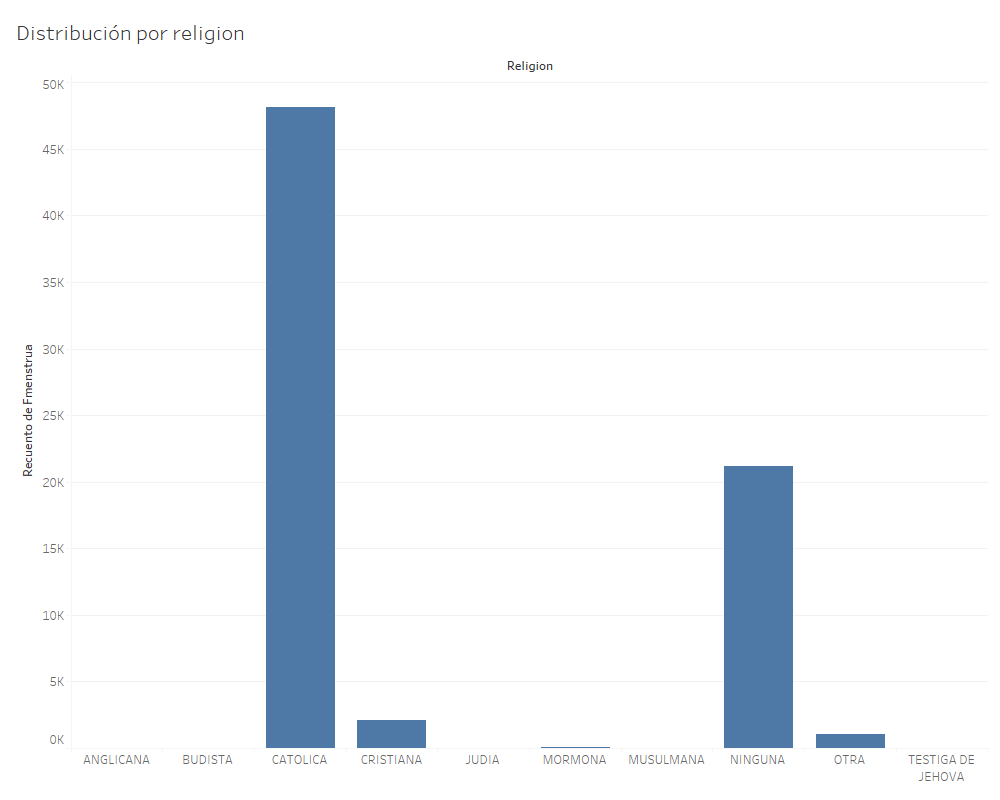 Distribución por religion
Religion
50K
45K
40K
35K
30K
25K
20K
15K
10K
5K
0K
Recuento de Fmenstrua
ANGLICANA
BUDISTA
CATOLICA
CRISTIANA
JUDIA
MORMONA
MUSULMANA
NINGUNA
OTRA
TESTIGA DE
JEHOVA